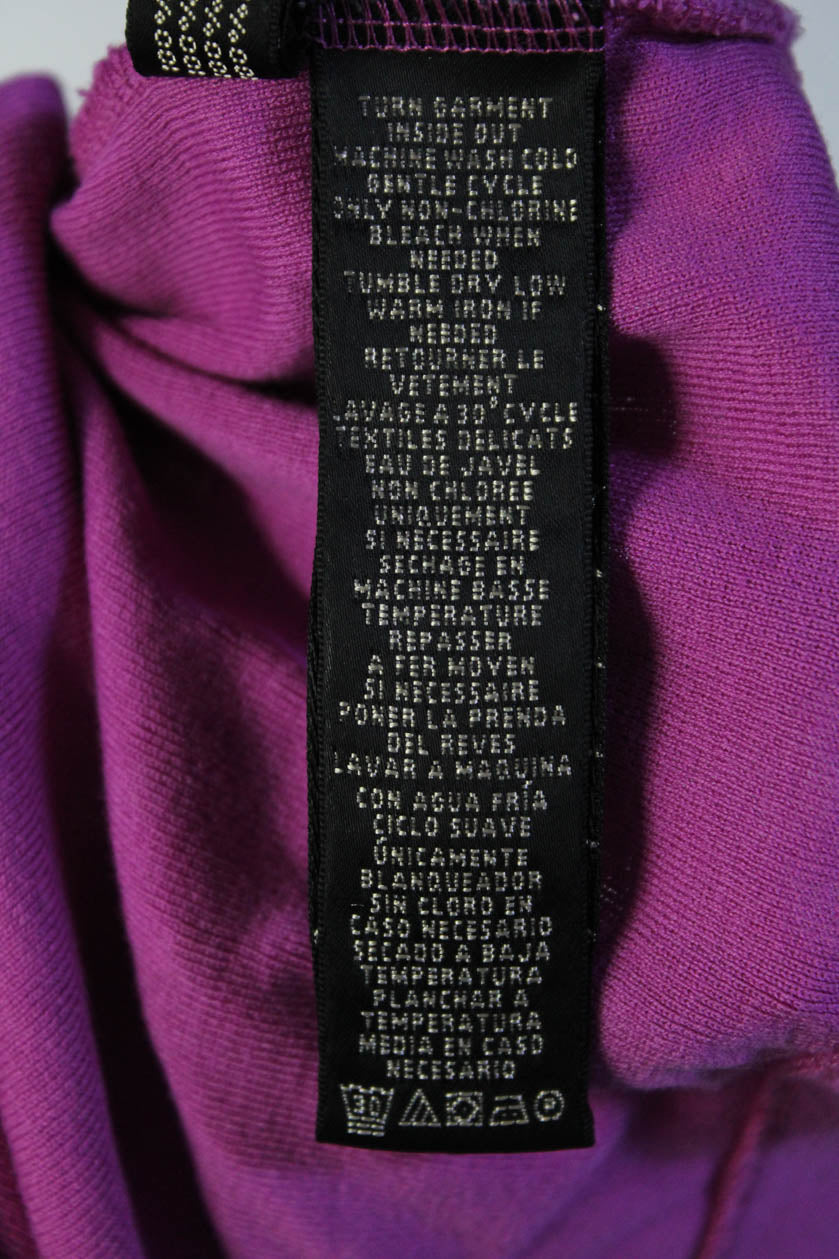 TURN GARMENT
INSIDE OUT
MACHINE WASH COLD
GENTLE CYCLE
ONLY NON-CHLORINE
BLEACH WHEN
NEEDED
TUMBLE DRY LOW
WARM IRON IF
NEEDED
RETOURNER LE
VETEMENT
LAVAGE A 30° CYCLE
TEXTILES DELICATS
EAU DE JAVEL
NON CHLOREE
UNIQUEMENT
SI NECESSAIRE
SECHAGE EN
MACHINE BASSE
TEMPERATURE
REPASSER
A FER MOYEN
SI NECESSAIRE
PONER LA PRENDA
DEL REVES
LAVAR A MAQUINA
CON AGUA FRÍA
CICLO SUAVE
ÚNICAMENTE
BLANQUEADOR
SIN CLORO EN
CASO NECESARIO
SECADO A BAJA
TEMPERATURA
PLANCHAR A
TEMPERATURA
MEDIA EN CASO
NECESARIO
30